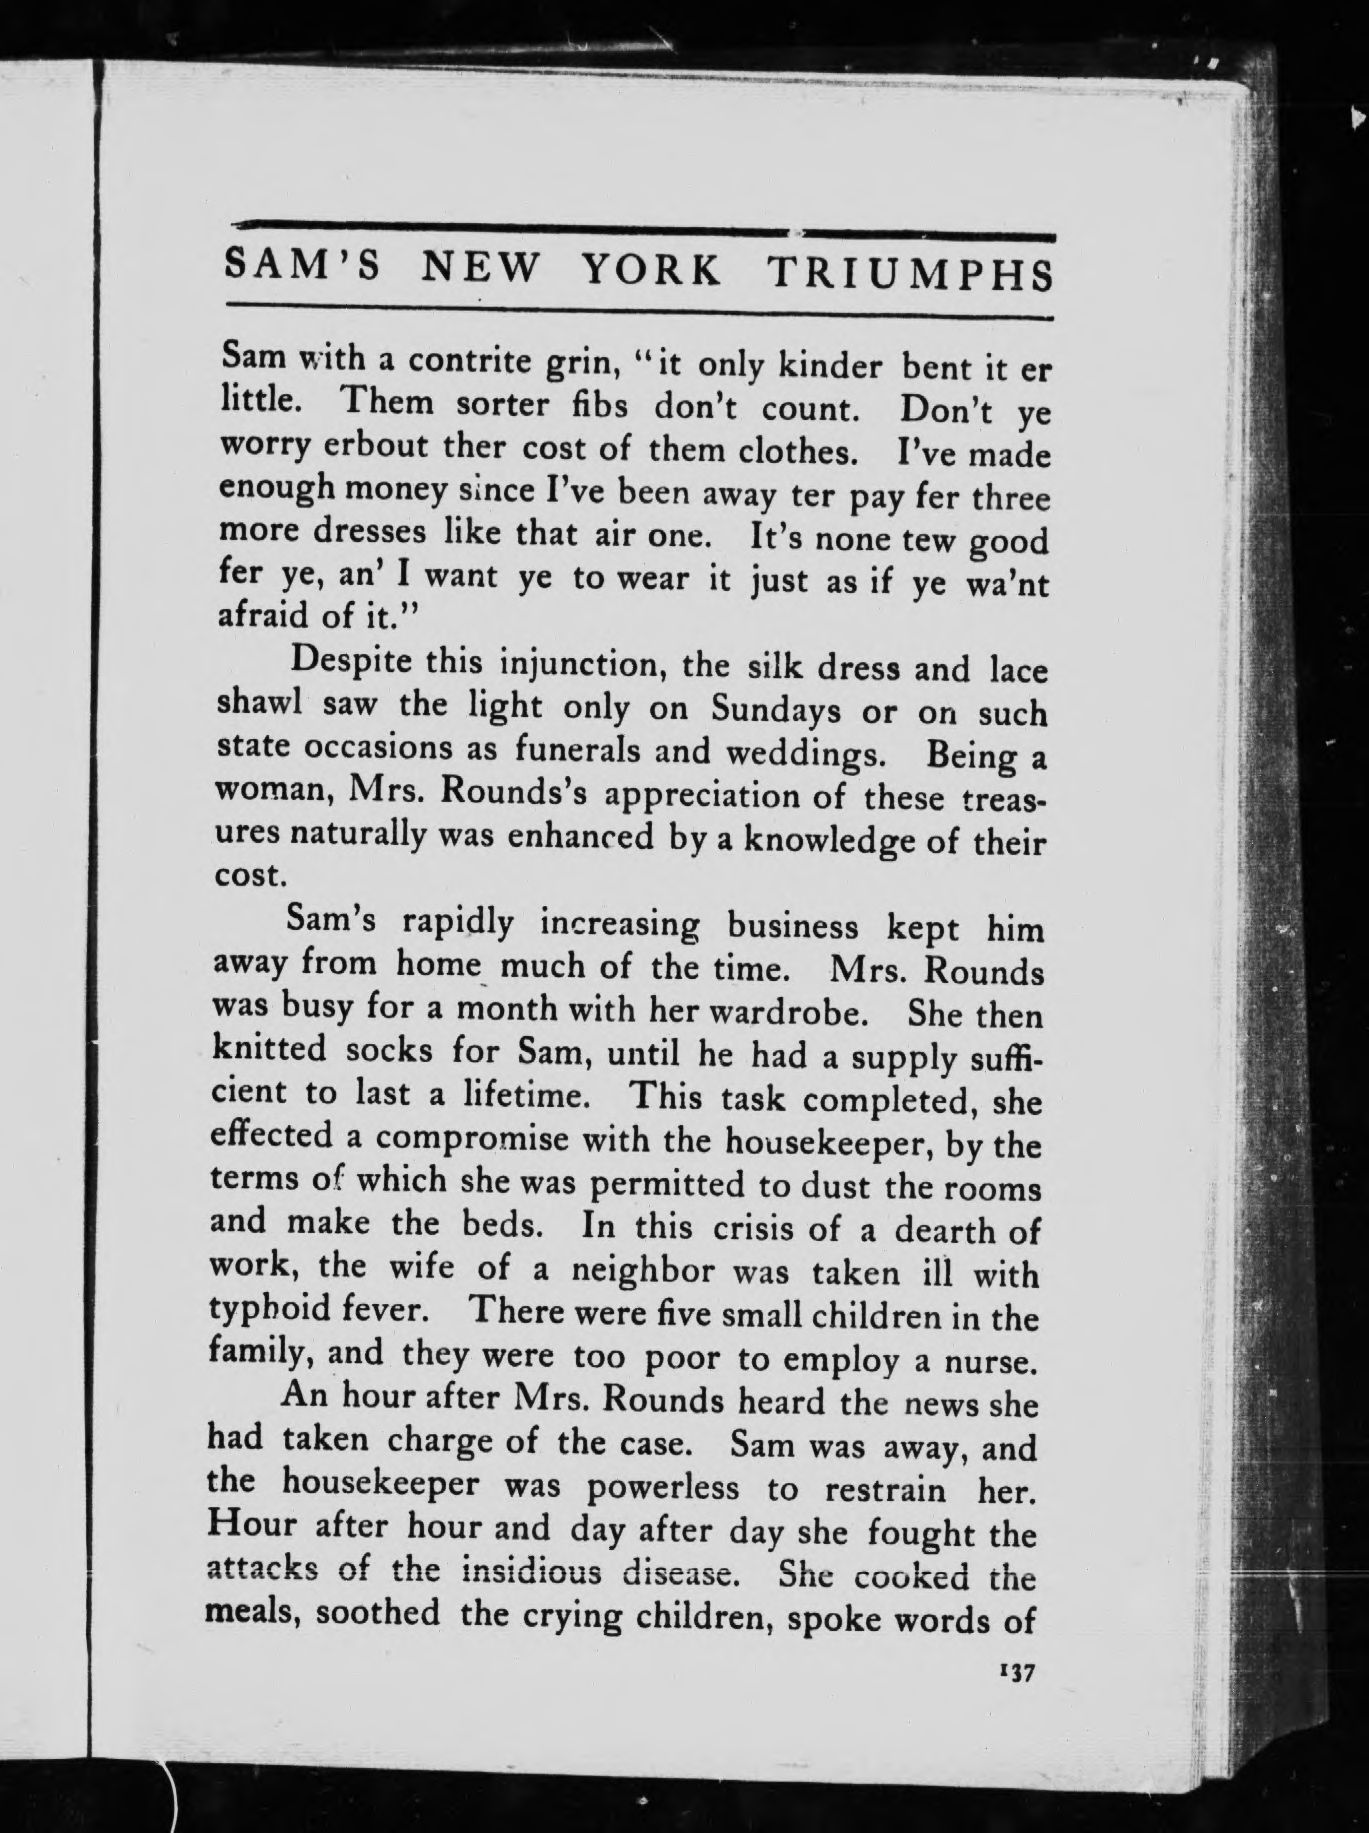 SAM'S NEW YORK TRIUMPHS
Sam with a contrite grin, “it only kinder bent it er
little. Them sorter fibs don't count. Don't ye
worry erbout ther cost of them clothes. I've made
enough money since I've been away ter pay fer three
more dresses like that air one. It's none tew good
fer ye, an' I want ye to wear it just as if ye wa'nt
afraid of it.”
Despite this injunction, the silk dress and lace
shawl saw the light only on Sundays or on such
state occasions as funerals and weddings. Being a
woman, Mrs. Rounds's appreciation of these treas-
ures naturally was enhanced by a knowledge of their
cost.
Sam's rapidly increasing business kept him
away from home much of the time. Mrs. Rounds
was busy for a month with her wardrobe. She then
knitted socks for Sam, until he had a supply suffi-
cient to last a lifetime. This task completed, she
effected a compromise with the housekeeper, by the
terms of which she was permitted to dust the rooms
and make the beds. In this crisis of a dearth of
work, the wife of a neighbor was taken ill with
typhoid fever. There were five small children in the
family, and they were too poor to employ a nurse.
An hour after Mrs. Rounds heard the news she
had taken charge of the case. Sam was away, and
the housekeeper was powerless to restrain her.
Hour after hour and day after day she fought the
attacks of the insidious disease. She cooked the
meals, soothed the crying children, spoke words of
137